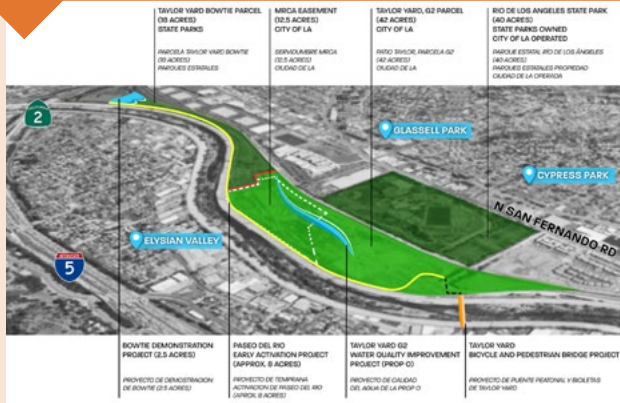 TAYLOR YARD BOWTIE PARCEL
(18 ACRES)
STATE PARKS
PARCELA TAYLOR YARD BOWTIE
(18 ACRES)
PARQUES ESTATALES
MRCA EASEMENT
(12.5 ACRES)
CITY OF LA
SERVIDUMBRE MRCA
(12.5 ACRES)
CIUDAD DE LA
TAYLOR YARD, G2 PARCEL
(42 ACRES)
CITY OF LA
PATIO TAYLOR, PARCELA G2
(42 ACRES)
CIUDAD DE LA
RIO DE LOS ANGELES STATE PARK
(40 ACRES)
STATE PARKS OWNED
CITY OF LA OPERATED
PARQUE ESTATAL RÍO DE LOS ÁNGELES
(40 ACRES)
PARQUES ESTATALES PROPIEDAD
CIUDAD DE LA OPERADA
CALIFORNIA
2
GLASSELL PARK
CYPRESS PARK
N SAN FERNANDO RD
ELYSIAN VALLEY
INTERSTATE
5
BOWTIE DEMONSTRATION
PROJECT (2.5 ACRES)
PROYECTO DE DEMOSTRACION
DE BOWTIE (2.5 ACRES)
PASEO DEL RIO
EARLY ACTIVATION PROJECT
(APPROX. 8 ACRES)
PROYECTO DE TEMPRANA
ACTIVACION DE PASEO DEL RIO
(APROX. 8 ACRES)
TAYLOR YARD G2
WATER QUALITY IMPROVEMENT
PROJECT (PROP O)
PROYECTO DE CALIDAD
DEL AGUA DE LA PROP O
TAYLOR YARD
BICYCLE AND PEDESTRIAN BRIDGE PROJECT
PROYECTO DE PUENTE PEATONAL Y BICILETAS
DE TAYLOR YARD